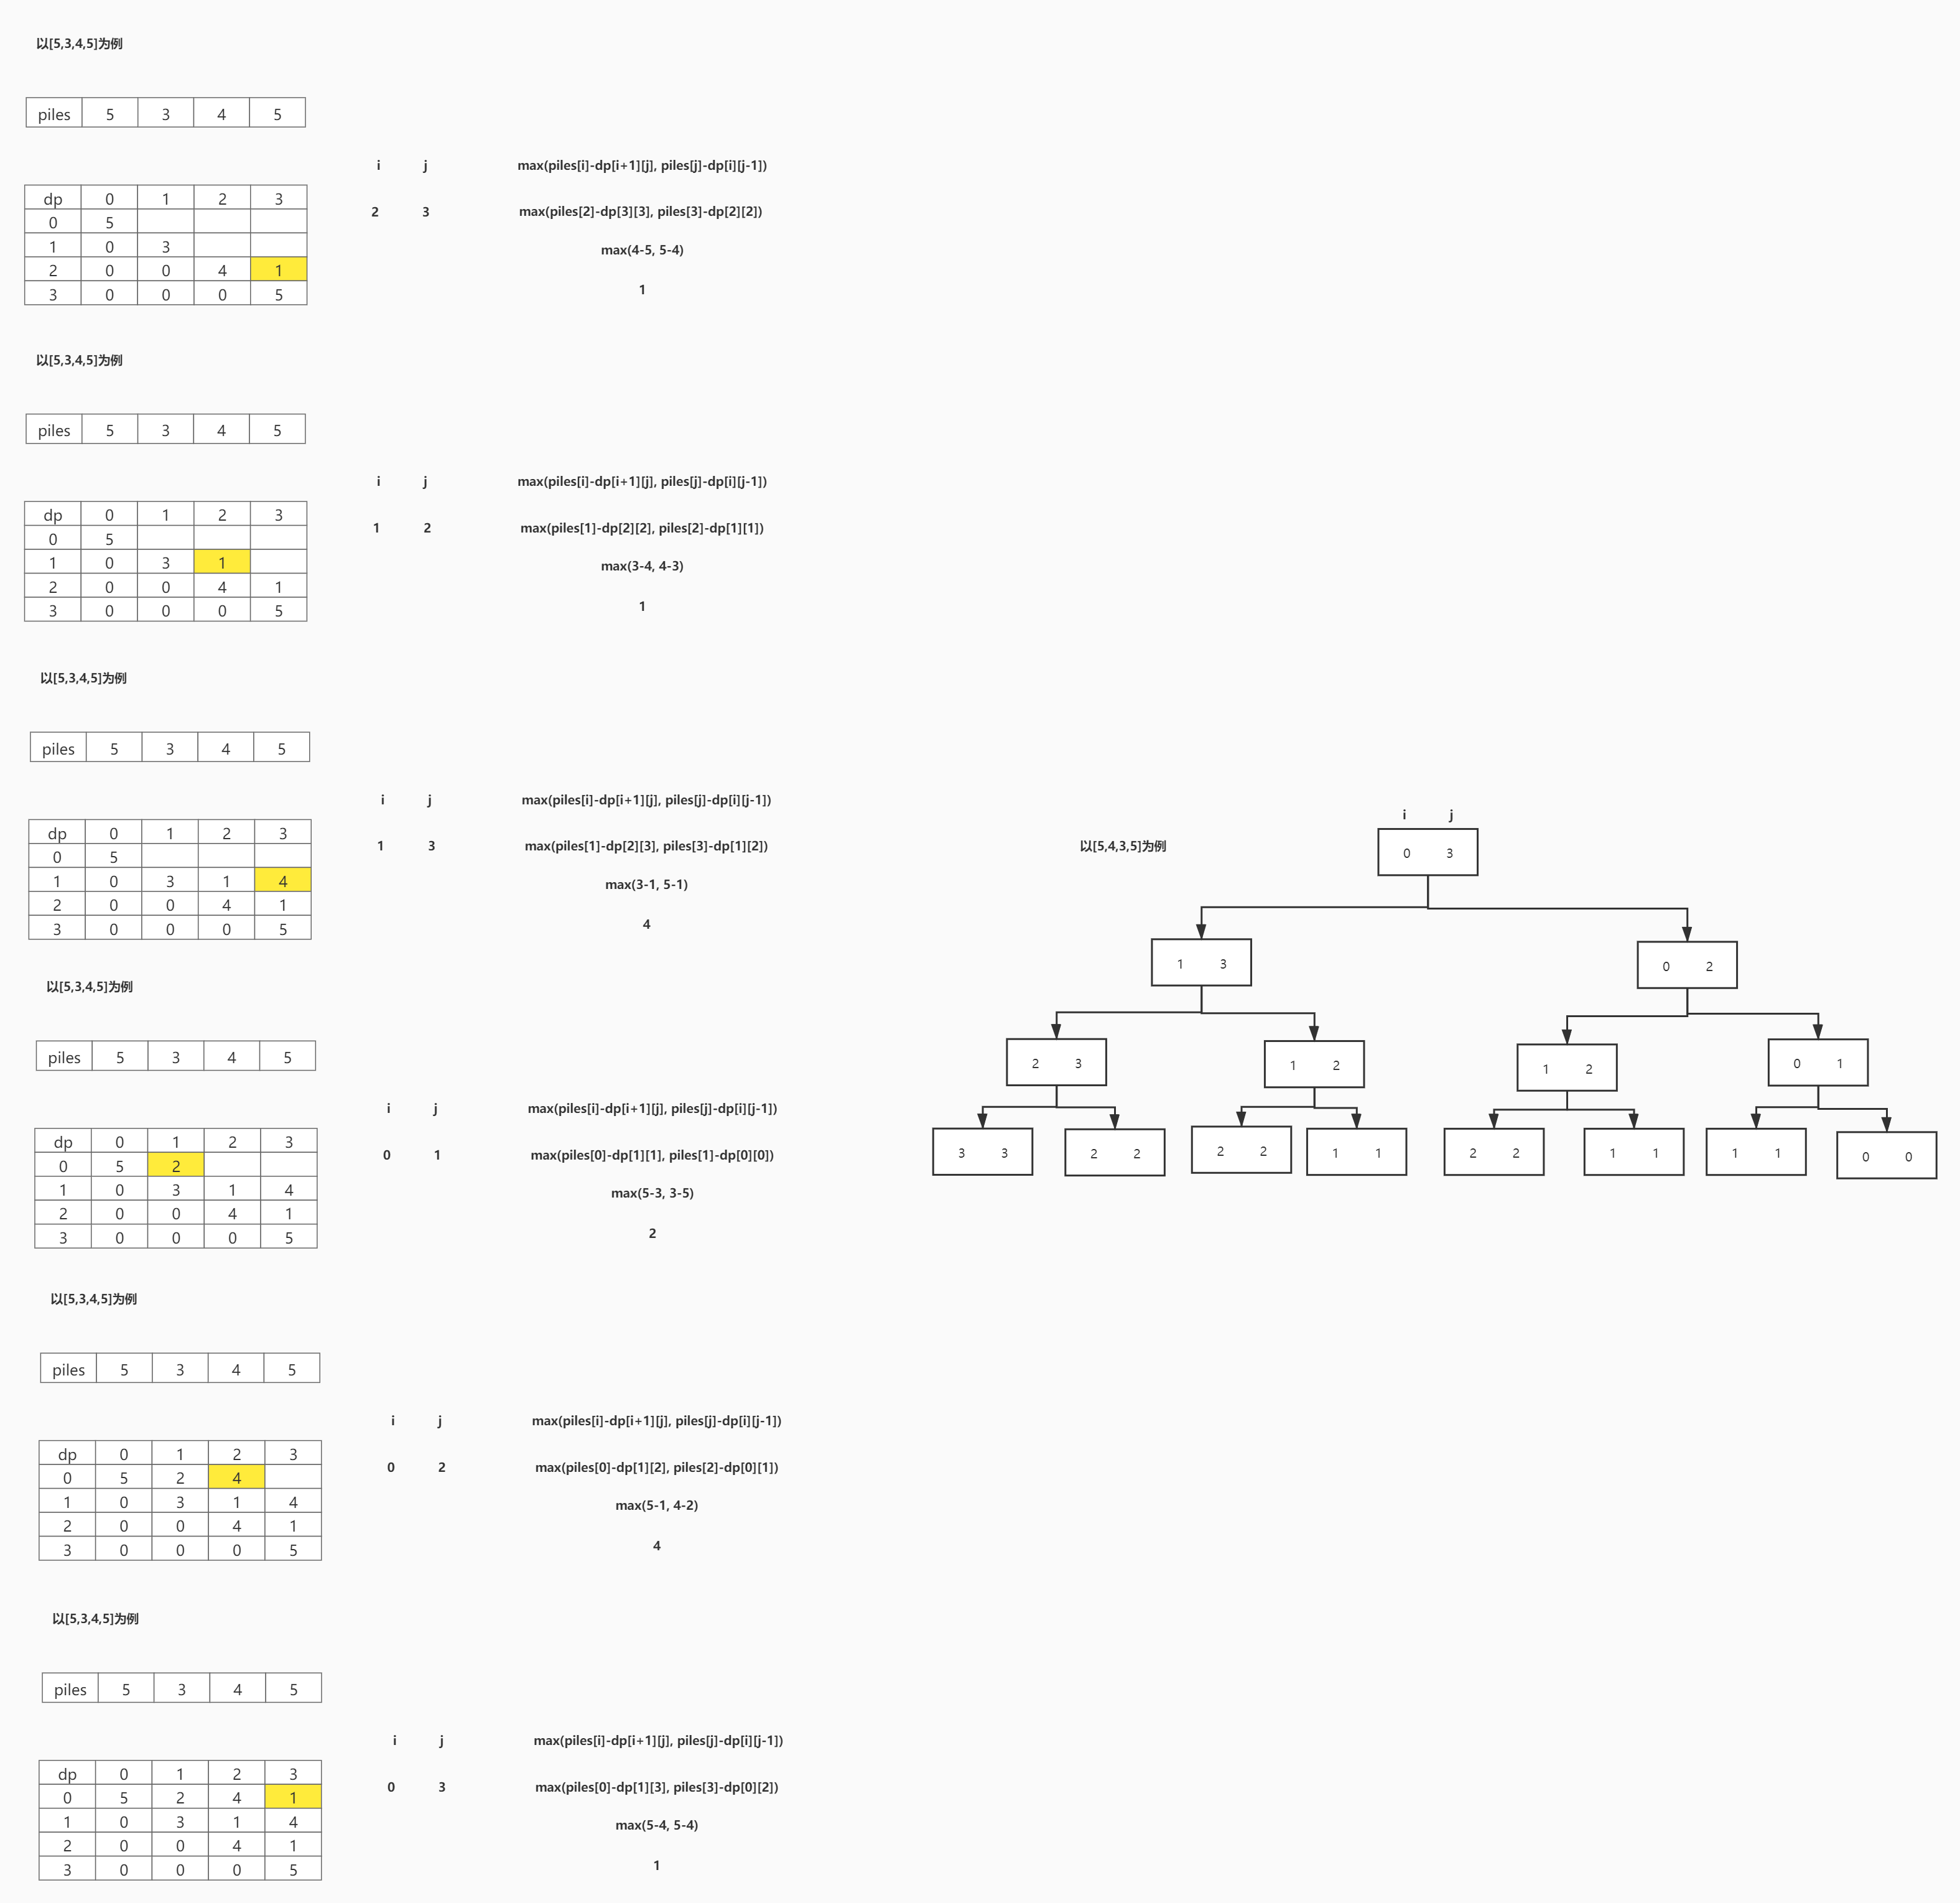 以[5,3,4,5]为例
piles 5 3 4 5
i j max(piles[i]-dp[i+1][j], piles[j]-dp[i][j-1])
dp 0 1 2 3
2 3 max(piles[2]-dp[3][3], piles[3]-dp[2][2])
0 5
1 0 3
max(4-5, 5-4)
2 0 0 4 1
3 0 0 0 5
1
以[5,3,4,5]为例
piles 5 3 4 5
i j max(piles[i]-dp[i+1][j], piles[j]-dp[i][j-1])
dp 0 1 2 3
1 2 max(piles[1]-dp[2][2], piles[2]-dp[1][1])
0 5
1 0 3 1
max(3-4, 4-3)
2 0 0 4 1
3 0 0 0 5
1
以[5,3,4,5]为例
piles 5 3 4 5
i j max(piles[i]-dp[i+1][j], piles[j]-dp[i][j-1])
dp 0 1 2 3
1 3 max(piles[1]-dp[2][3], piles[3]-dp[1][2])
0 5
1 0 3 1 4
max(3-1, 5-1)
2 0 0 4 1
3 0 0 0 5
4
以[5,3,4,5]为例
piles 5 3 4 5
i j max(piles[i]-dp[i+1][j], piles[j]-dp[i][j-1])
dp 0 1 2 3
0 1 max(piles[0]-dp[1][1], piles[1]-dp[0][0])
0 5 2
1 0 3 1 4
max(5-3, 3-5)
2 0 0 4 1
3 0 0 0 5
2
以[5,3,4,5]为例
piles 5 3 4 5
i j max(piles[i]-dp[i+1][j], piles[j]-dp[i][j-1])
dp 0 1 2 3
0 2 max(piles[0]-dp[1][2], piles[2]-dp[0][1])
0 5 2 4
1 0 3 1 4
max(5-1, 4-2)
2 0 0 4 1
3 0 0 0 5
4
以[5,3,4,5]为例
piles 5 3 4 5
i j max(piles[i]-dp[i+1][j], piles[j]-dp[i][j-1])
dp 0 1 2 3
0 3 max(piles[0]-dp[1][3], piles[3]-dp[0][2])
0 5 2 4 1
1 0 3 1 4
max(5-4, 5-4)
2 0 0 4 1
3 0 0 0 5
1
i j
以[5,4,3,5]为例
0 3
1 3
0 2
2 3
1 2
1 2
0 1
3 3
2 2
2 2
1 1
2 2
1 1
1 1
0 0